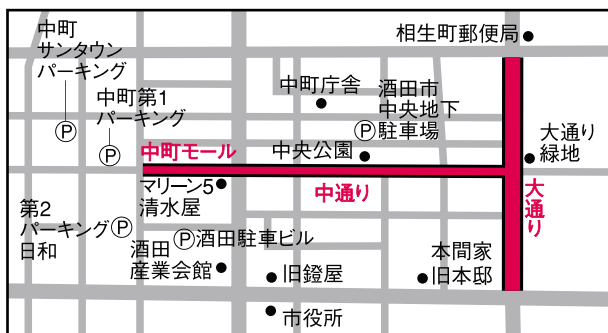 中町
サンタウン
パーキング
Ⓟ
中町第1
パーキング
Ⓟ
相生町郵便局
中町庁舎
酒田市
中央地下
Ⓟ駐車場
中央公園
大通り
緑地
中町モール
中通り
大通り
マリーン5
清水屋
第2
パーキングⓅ
日和
Ⓟ酒田駐車ビル
酒田
産業会館
旧鐙屋
市役所
本間家
旧本邸